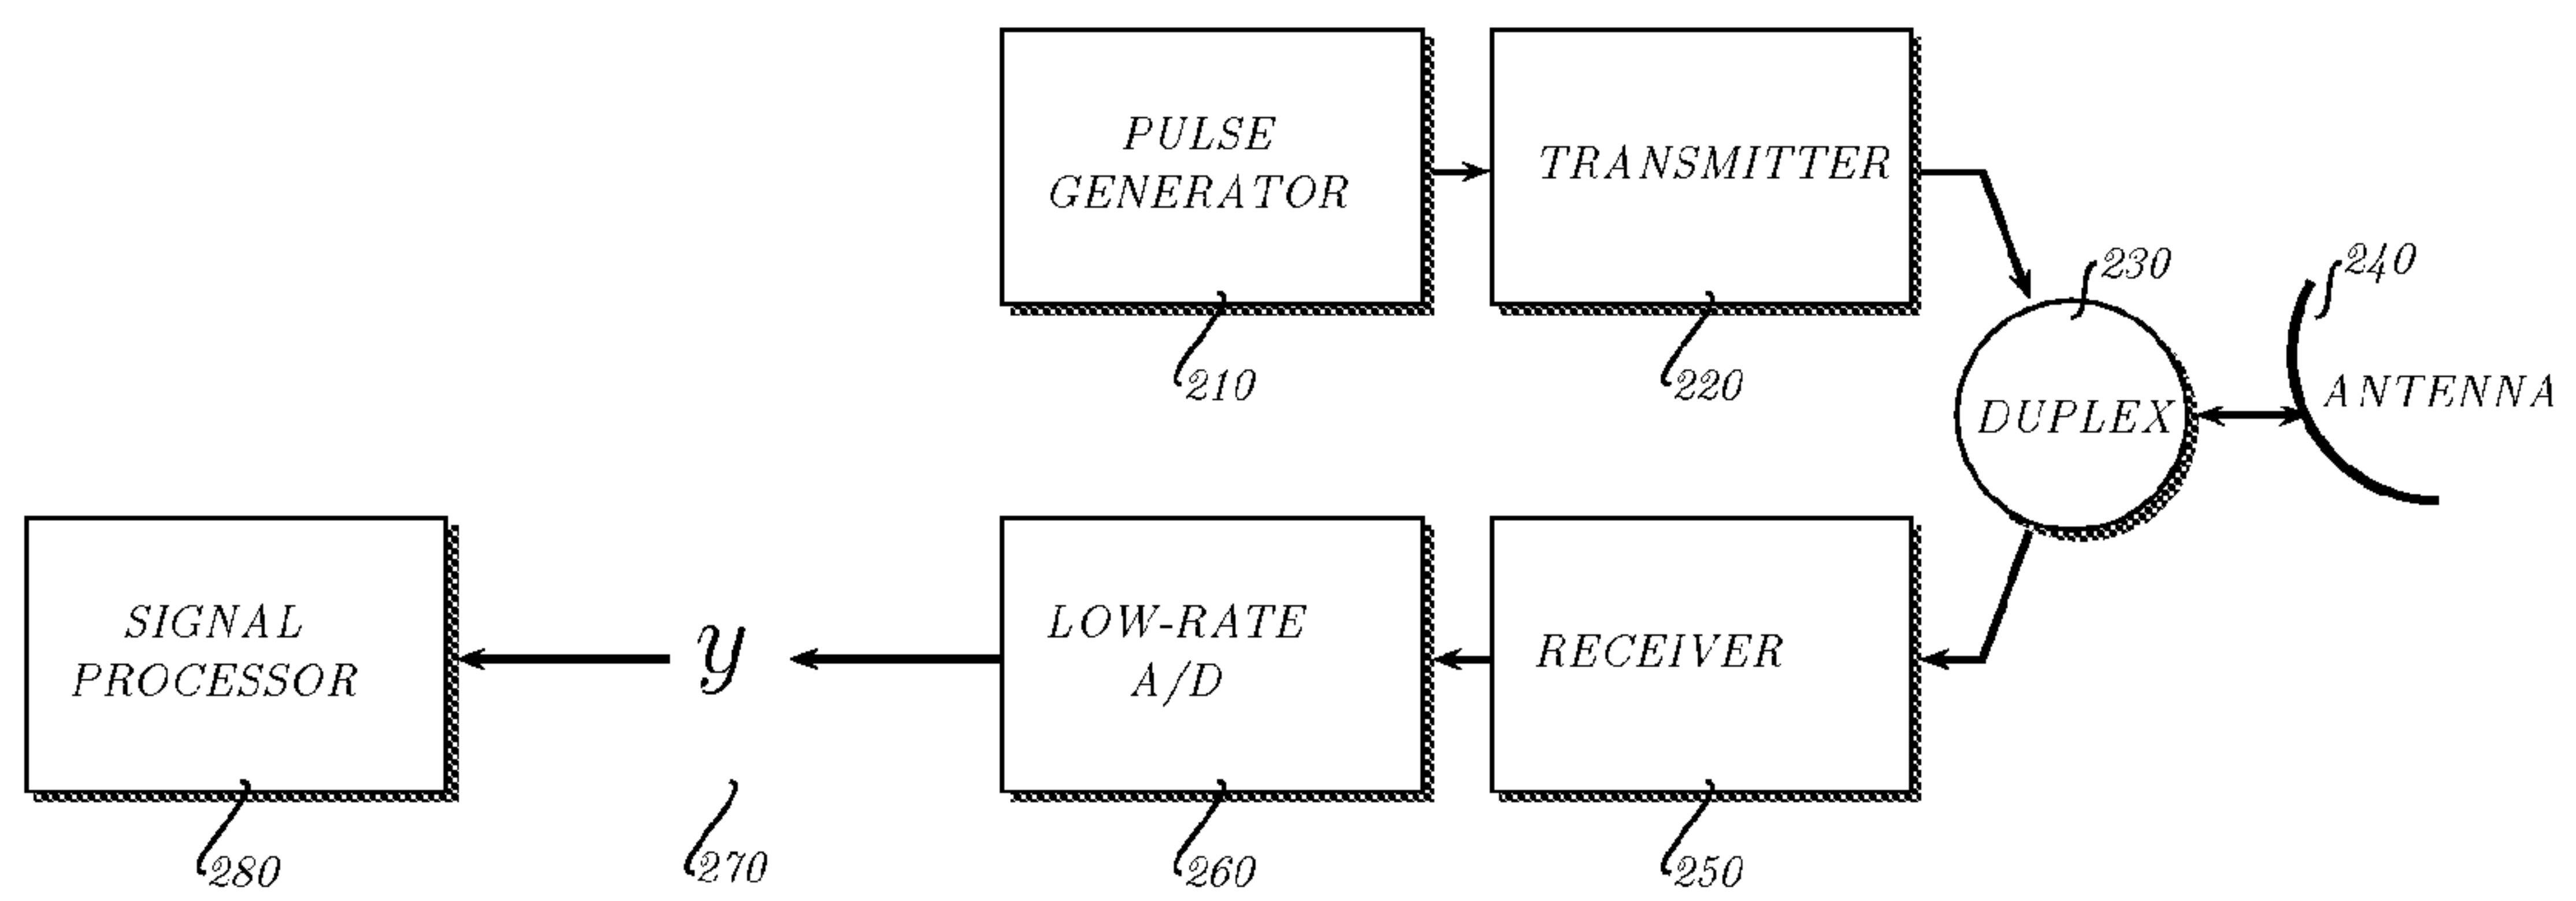 PULSE
GENERATOR
TRANSMITTER
230
240
210
220
DUPLEX
ANTENNA
SIGNAL
PROCESSOR
y
LOW-RATE
A/D
RECEIVER
280
270
260
250